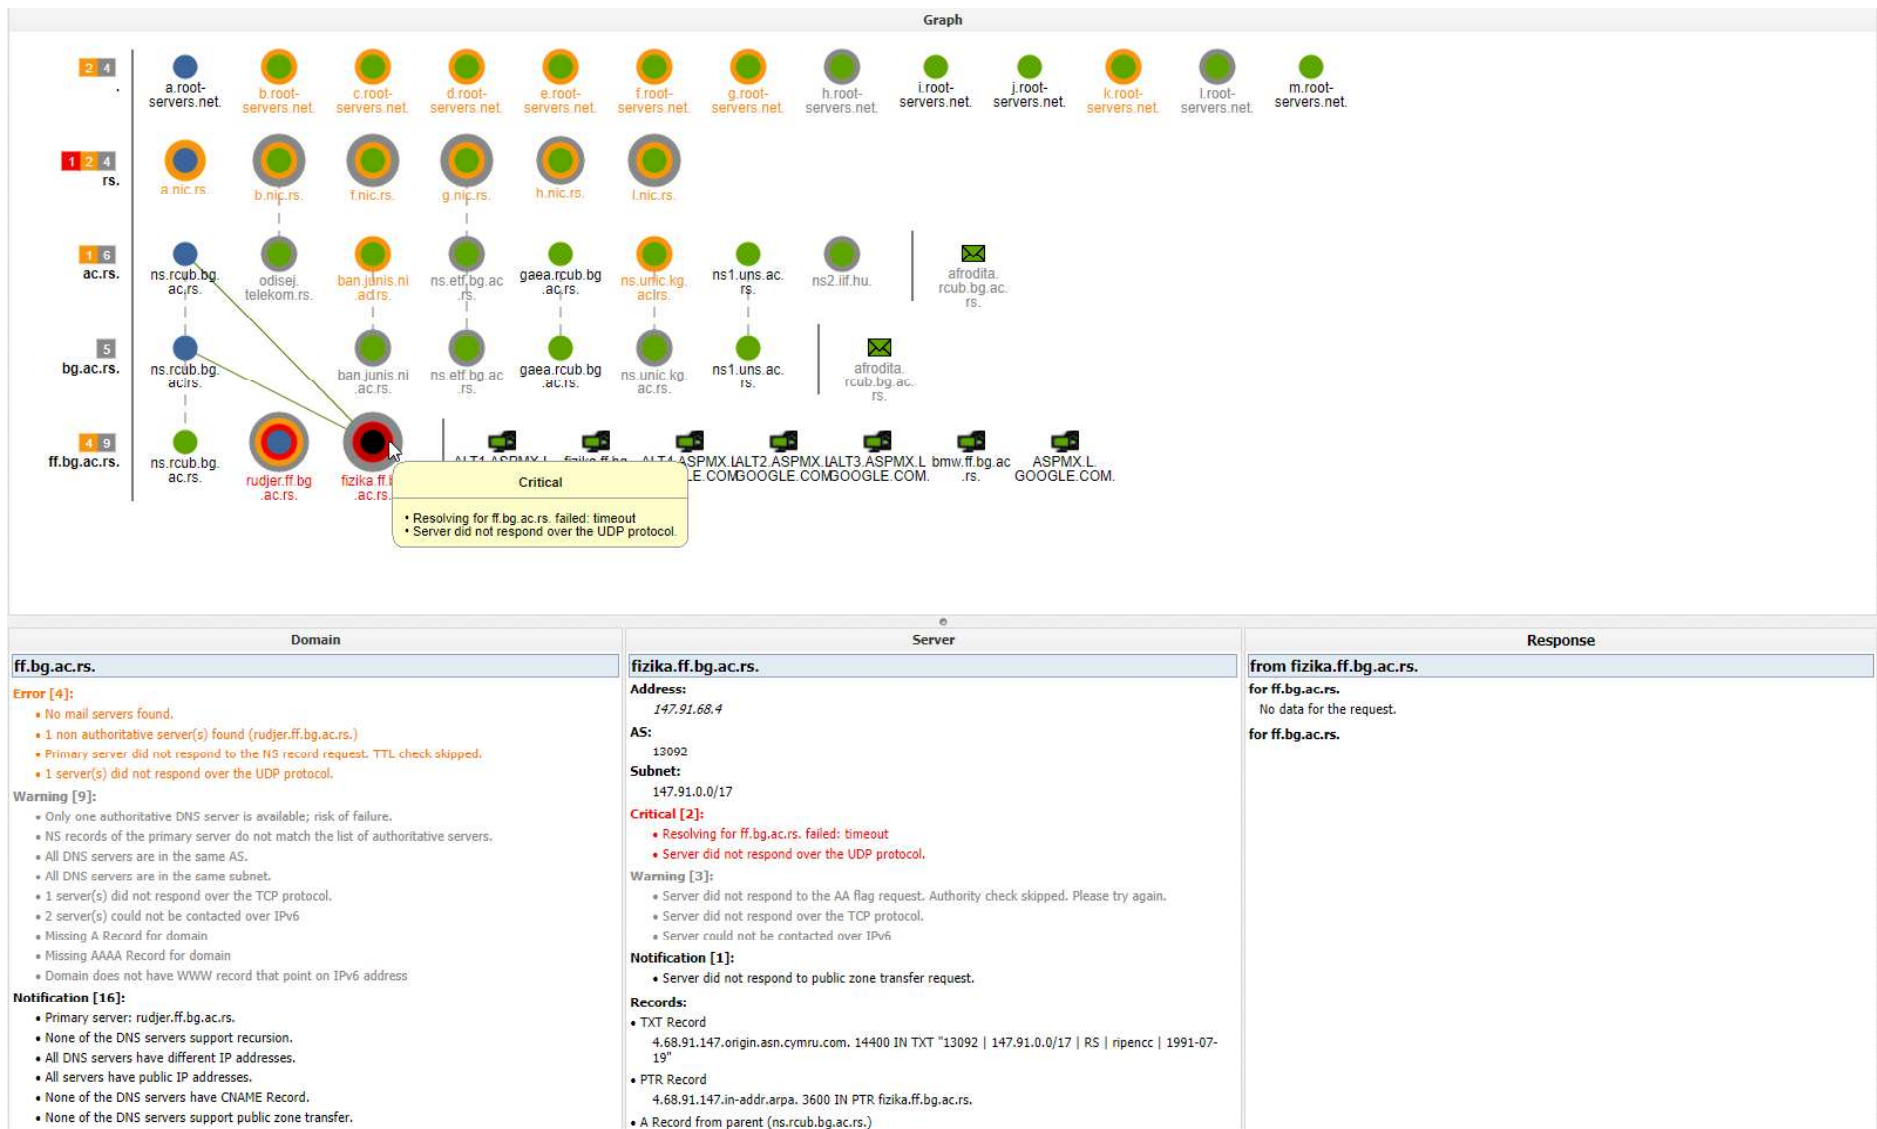 Graph
2 4
.
a.root-
servers.net.
b.root-
servers.net.
c.root-
servers.net.
d.root-
servers.net.
e.root-
servers.net.
f.root-
servers.net.
g.root-
servers.net.
h.root-
servers.net.
i.root-
servers.net.
j.root-
servers.net.
k.root-
servers.net.
l.root-
servers.net.
m.root-
servers.net.
1 2 4
rs.
a.nic.rs.
b.nic.rs.
f.nic.rs.
g.nic.rs.
h.nic.rs.
l.nic.rs.
1 6
ac.rs.
ns.rcub.bg.
ac.rs.
odisej.
telekom.rs.
ban.junis.ni
.ac.rs.
ns.etf.bg.ac
.rs.
gaea.rcub.bg
.ac.rs.
ns.unic.kg.
ac.rs.
ns1.uns.ac.
rs.
ns2.iif.hu.
afrodita.
rcub.bg.ac.
rs.
5
bg.ac.rs.
ns.rcub.bg.
ac.rs.
ban.junis.ni
.ac.rs.
ns.etf.bg.ac
.rs.
gaea.rcub.bg
.ac.rs.
ns.unic.kg.
ac.rs.
ns1.uns.ac.
rs.
afrodita.
rcub.bg.ac.
rs.
4 9
ff.bg.ac.rs.
ns.rcub.bg.
ac.rs.
rudjer.ff.bg
.ac.rs.
fizika.ff.
.ac.rs.
ALT1.ASPMX.L
fizika.ff.bg
ALT4.ASPMX.L
LE.COM
ALT2.ASPMX.L
GOOGLE.COM.
ALT3.ASPMX.L
GOOGLE.COM.
bmw.ff.bg.ac
.rs.
ASPMX.L.
GOOGLE.COM.
Critical
• Resolving for ff.bg.ac.rs. failed: timeout
• Server did not respond over the UDP protocol.
Domain
ff.bg.ac.rs.
Error [4]:
• No mail servers found.
• 1 non authoritative server(s) found (rudjer.ff.bg.ac.rs.)
• Primary server did not respond to the NS record request. TTL check skipped.
• 1 server(s) did not respond over the UDP protocol.
Warning [9]:
• Only one authoritative DNS server is available; risk of failure.
• NS records of the primary server do not match the list of authoritative servers.
• All DNS servers are in the same AS.
• All DNS servers are in the same subnet.
• 1 server(s) did not respond over the TCP protocol.
• 2 server(s) could not be contacted over IPv6
• Missing A Record for domain
• Missing AAAA Record for domain
• Domain does not have WWW record that point on IPv6 address
Notification [16]:
• Primary server: rudjer.ff.bg.ac.rs.
• None of the DNS servers support recursion.
• All DNS servers have different IP addresses.
• All servers have public IP addresses.
• None of the DNS servers have CNAME Record.
• None of the DNS servers support public zone transfer.
Server
fizika.ff.bg.ac.rs.
Address:
147.91.68.4
AS:
13092
Subnet:
147.91.0.0/17
Critical [2]:
• Resolving for ff.bg.ac.rs. failed: timeout
• Server did not respond over the UDP protocol.
Warning [3]:
• Server did not respond to the AA flag request. Authority check skipped. Please try again.
• Server did not respond over the TCP protocol.
• Server could not be contacted over IPv6
Notification [1]:
• Server did not respond to public zone transfer request.
Records:
• TXT Record
4.68.91.147.origin.asn.cymru.com. 14400 IN TXT "13092 | 147.91.0.0/17 | RS | ripencc | 1991-07-
19"
• PTR Record
4.68.91.147.in-addr.arpa. 3600 IN PTR fizika.ff.bg.ac.rs.
• A Record from parent (ns.rcub.bg.ac.rs.)
Response
from fizika.ff.bg.ac.rs.
for ff.bg.ac.rs.
No data for the request.
for ff.bg.ac.rs.